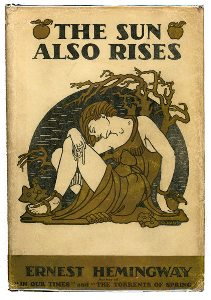 THE SUN
ALSO RISES
ERNEST HEMINGWAY
"IN OUR TIMES" and "THE TORRENTS OF SPRING"